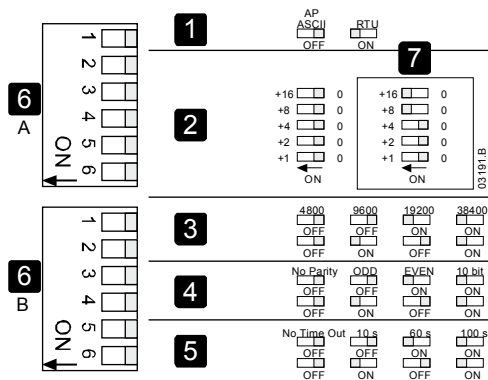 1
AP
ASCII RTU
OFF ON
6
A
1 2 3 4 5 6
ON
2
+16 0
+8 0
+4 0
+2 0
+1 0
ON
7
+16 0
+8 0
+4 0
+2 0
+1 0
ON
03191.B
6
B
1 2 3 4 5 6
ON
3
4800 9600 19200 38400
OFF OFF ON ON
OFF ON OFF ON
4
No Parity ODD EVEN 10 bit
OFF OFF ON ON
OFF ON OFF ON
5
No Time Out 10 s 60 s 100 s
OFF OFF ON ON
OFF ON OFF ON